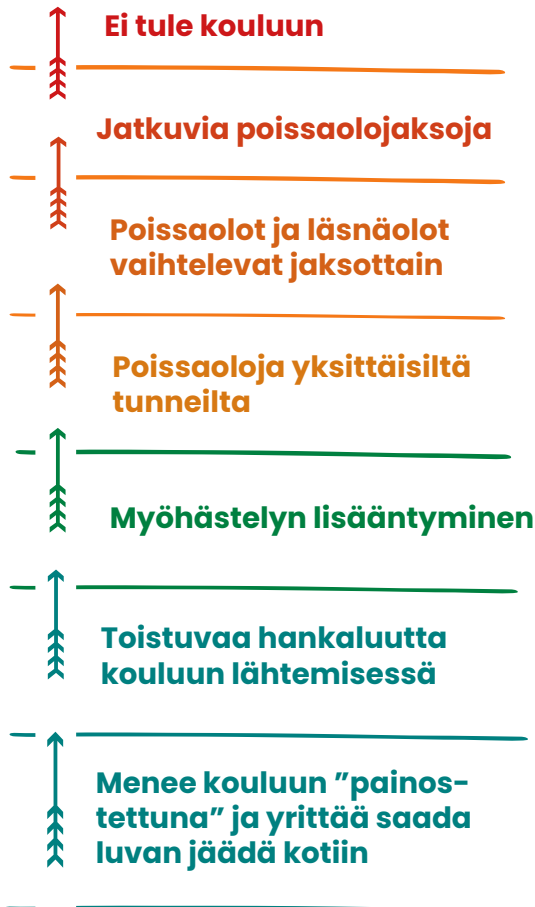 Ei tule kouluun
Jatkuvia poissaolojaksoja
Poissaolot ja läsnäolot
vaihtelevat jaksottain
Poissaoloja yksittäisiltä
tunneilta
Myöhästelyn lisääntyminen
Toistuvaa hankaluutta
kouluun lähtemisessä
Menee kouluun ”painos-
tettuna” ja yrittää saada
luvan jäädä kotiin